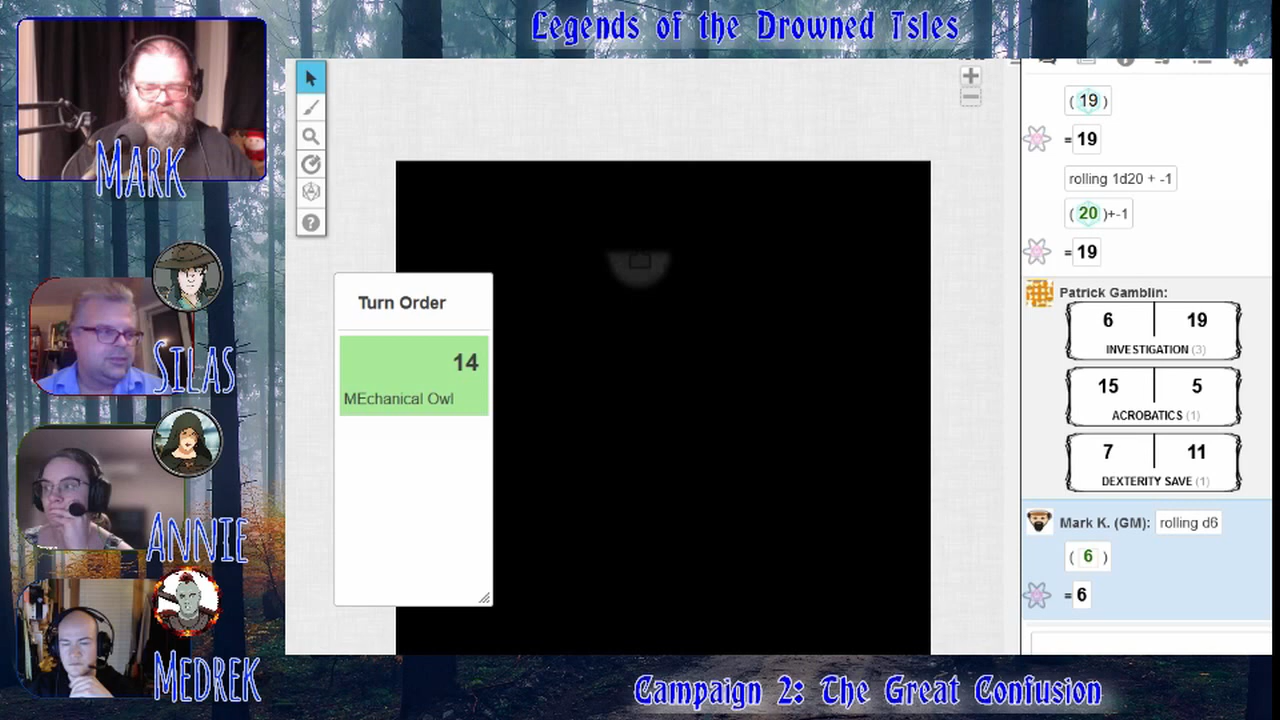 Legends of the Drowned Isles
MARK
SILAS
ANNIE
MEDREK
Turn Order
14
MEchanical Owl
(19)
=19
rolling 1d20 + -1
(20)+-1
=19
Patrick Gamblin:
6 19
INVESTIGATION (3)
15 5
ACROBATICS (1)
7 11
DEXTERITY SAVE (1)
Mark K. (GM): rolling d6
(6)
=6
Campaign 2: The Great Confusion